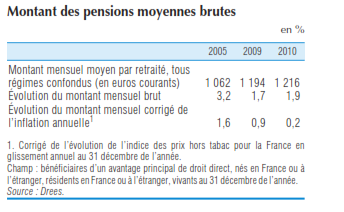 Montant des pensions moyennes brutes
en %
2005 2009 2010
Montant mensuel moyen par retraité, tous
régimes confondus (en euros courants) 1 062 1 194 1 216
Évolution du montant mensuel brut 3,2 1,7 1,9
Évolution du montant mensuel corrigé de
l'inflation annuelle1 1,6 0,9 0,2
1. Corrigé de l'évolution de l'indice des prix hors tabac pour la France en
glissement annuel au 31 décembre de l'année.
Champ : bénéficiaires d'un avantage principal de droit direct, nés en France ou à
l'étranger, résidents en France ou à l'étranger, vivants au 31 décembre de l'année.
Source : Drees.